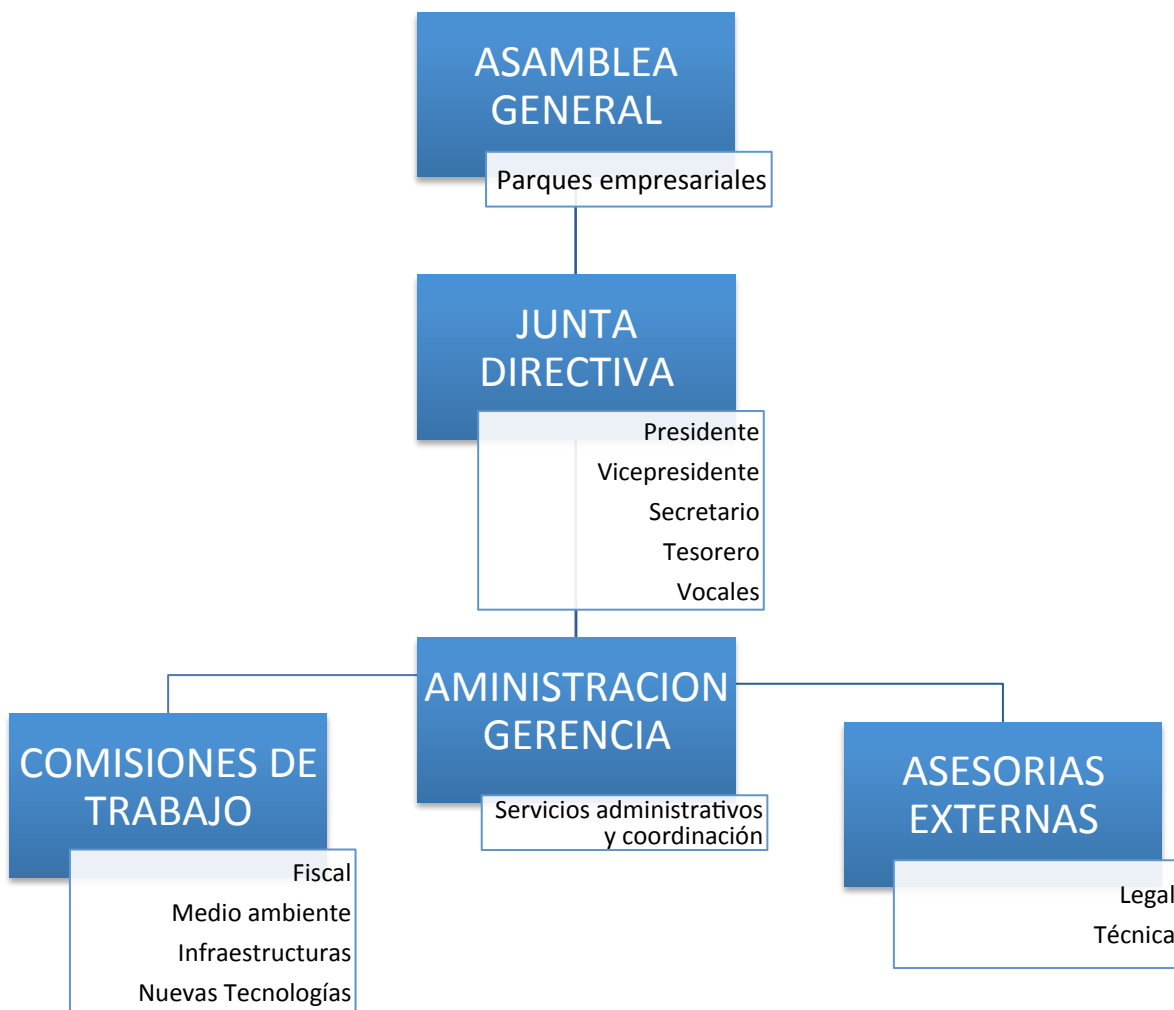 ASAMBLEA
GENERAL
Parques empresariales
JUNTA
DIRECTIVA
Presidente
Vicepresidente
Secretario
Tesorero
Vocales
AMINISTRACION
GERENCIA
Servicios administrativos
y coordinación
COMISIONES DE
TRABAJO
Fiscal
Medio ambiente
Infraestructuras
Nuevas Tecnologías
ASESORIAS
EXTERNAS
Legal
Técnica